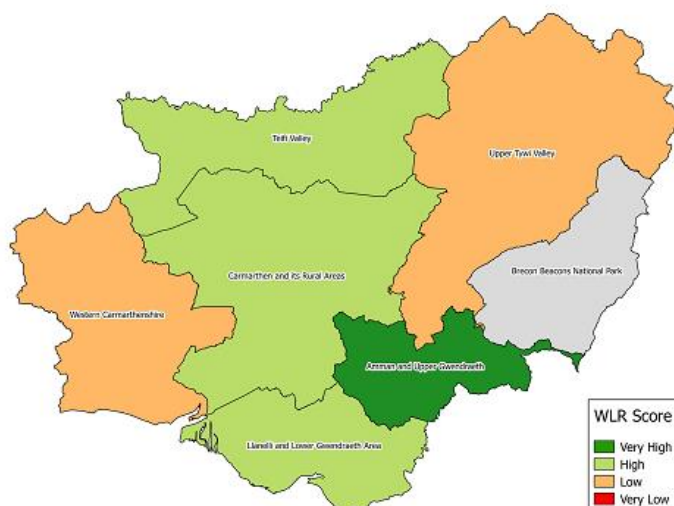 Teifi Valley
Upper Tywi Valley
Brecon Beacons National Park
Carmarthen and its Rural Areas
Western Carmarthenshire
Amman and Upper Gwendraeth
Llanelli and Lower Gwendraeth Area
WLR Score
Very High
High
Low
Very Low